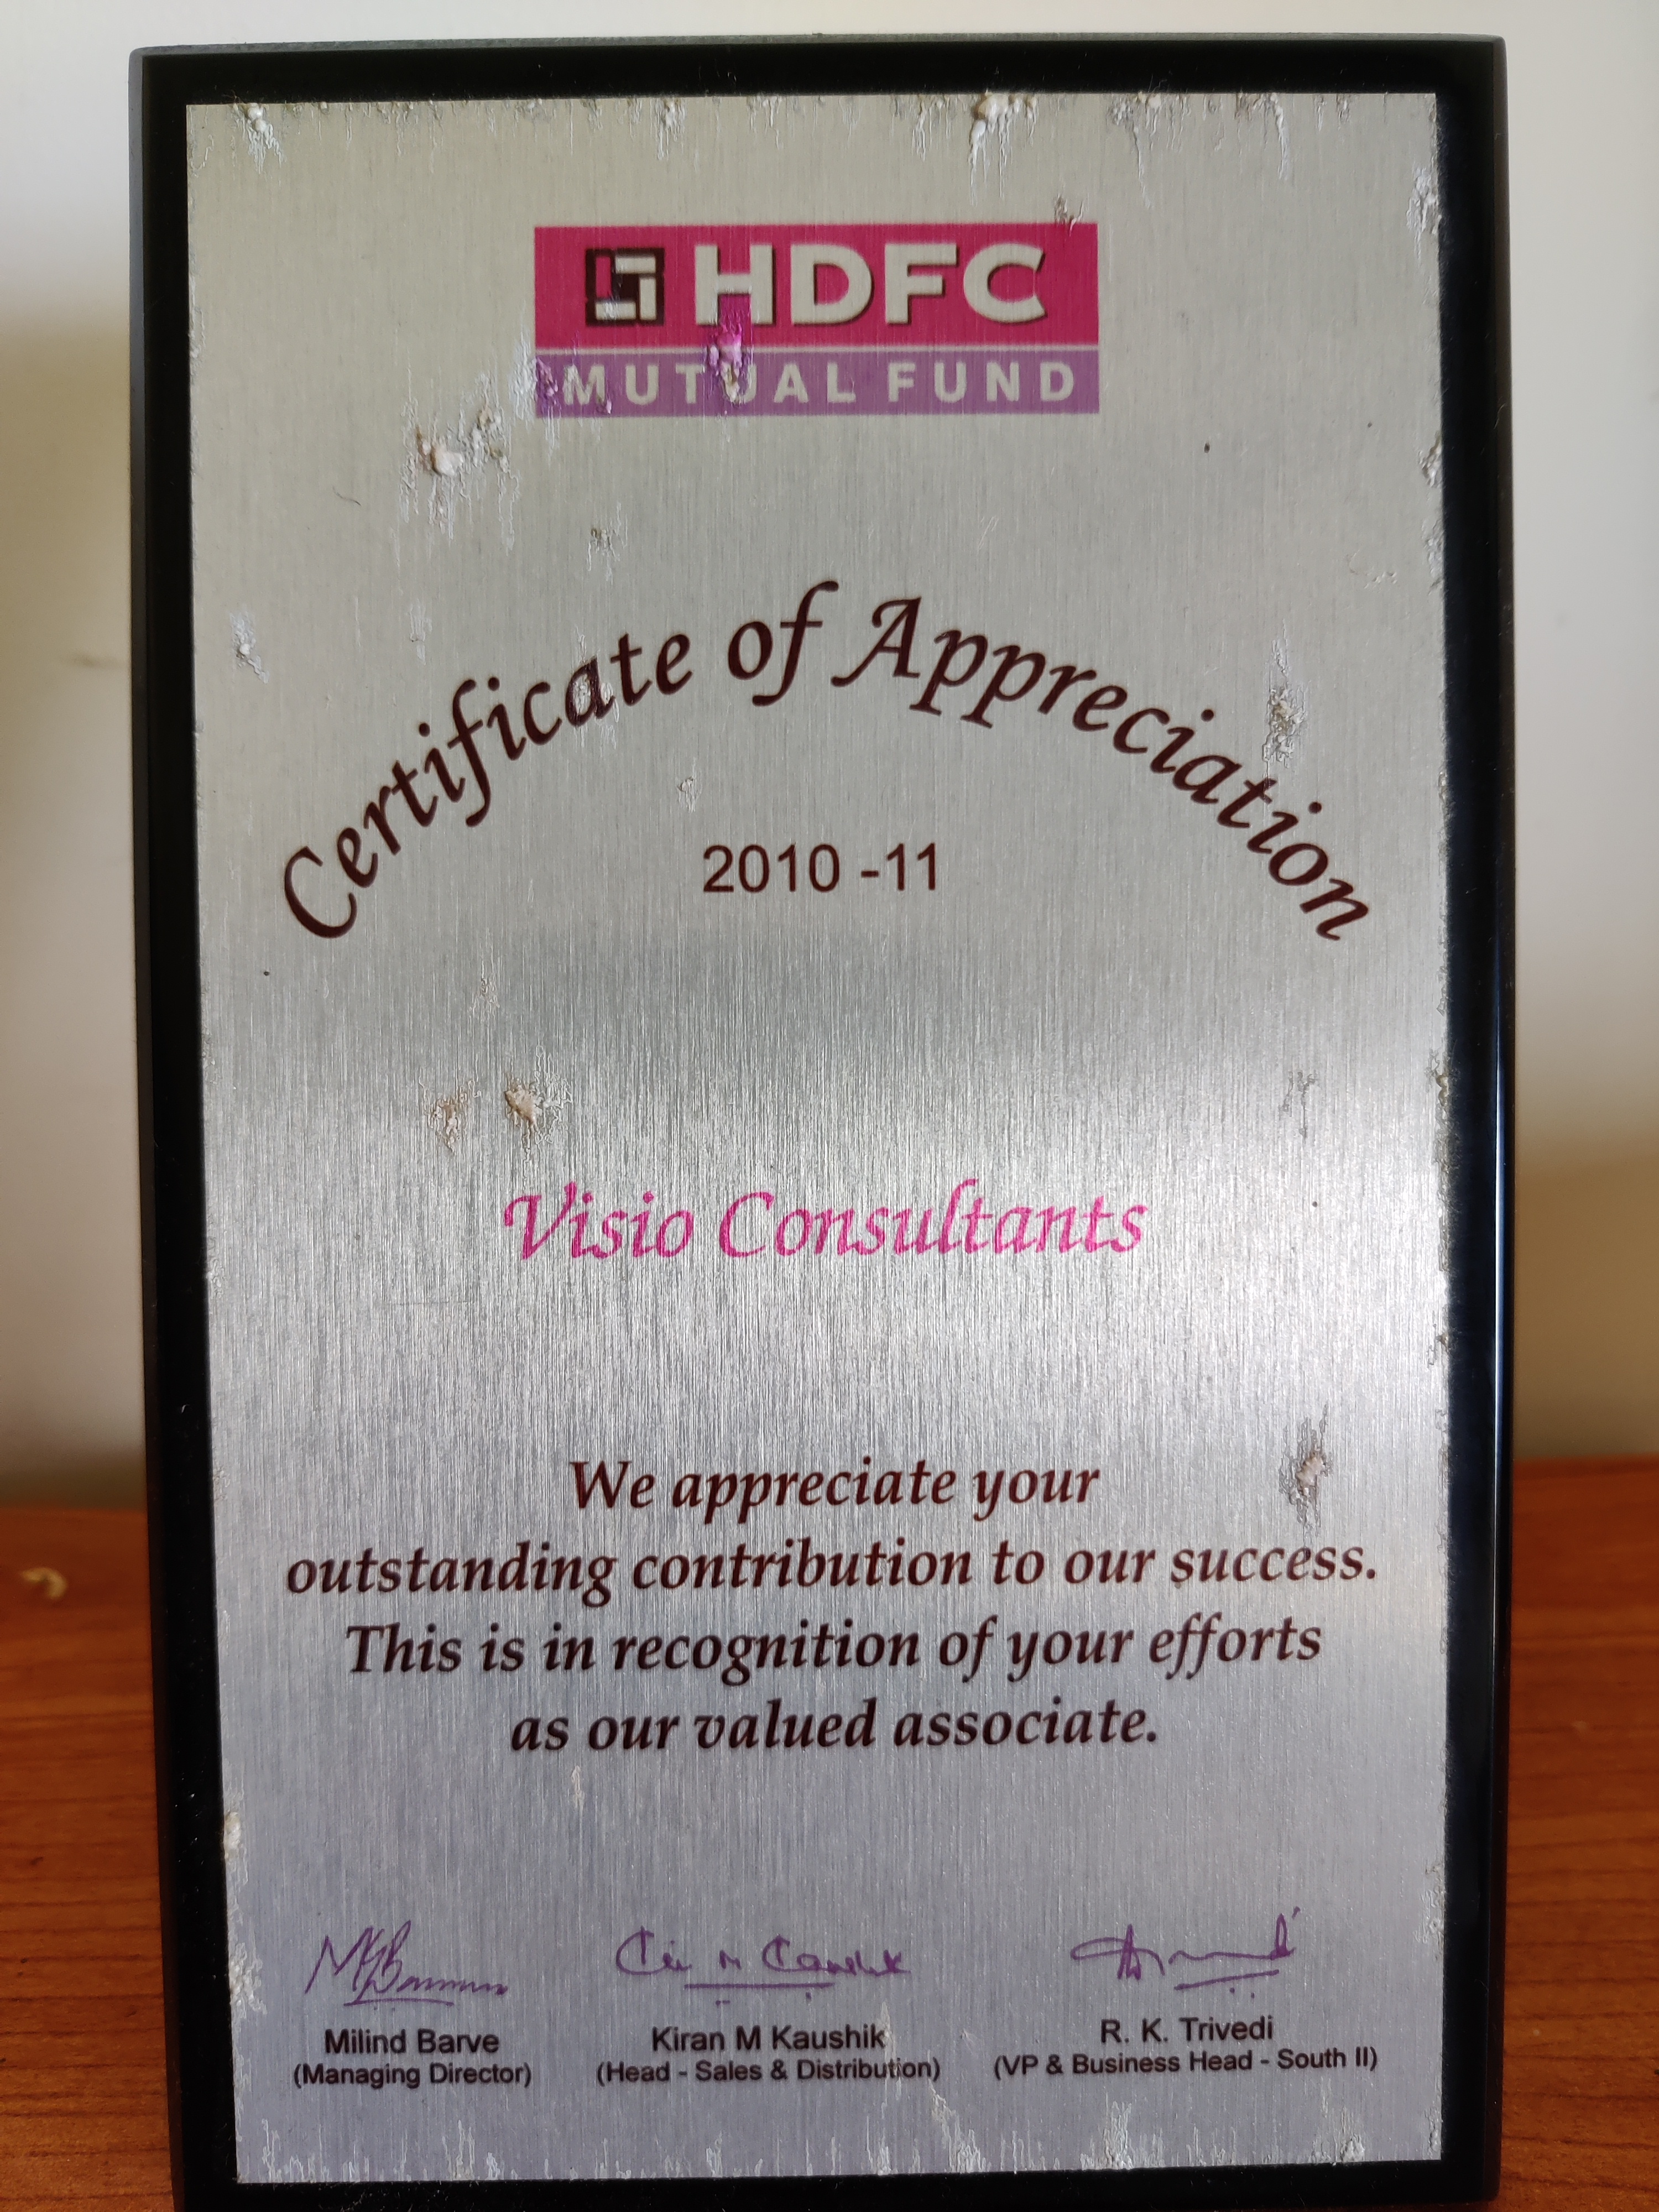 HDFC
MUTUAL FUND
Certificate of Appreciation
2010 -11
Visio Consultants
We appreciate your
outstanding contribution to our success.
This is in recognition of your efforts
as our valued associate.
Milind Barve
(Managing Director)
Kiran M Kaushik
(Head - Sales & Distribution)
R. K. Trivedi
(VP & Business Head - South II)